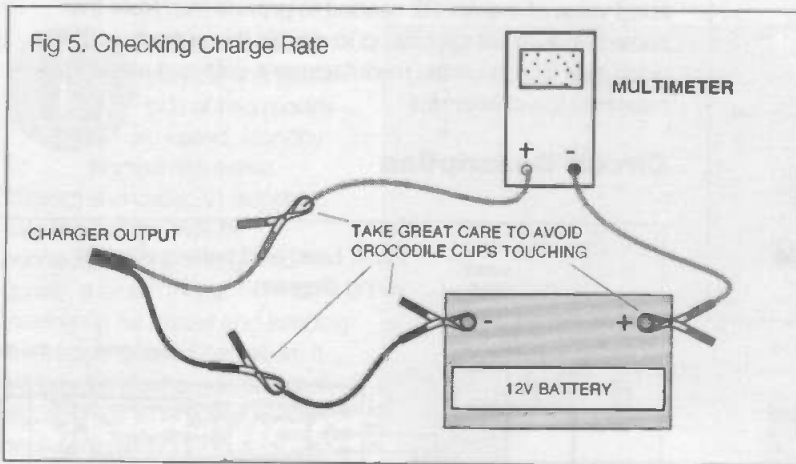 Fig 5. Checking Charge Rate
MULTIMETER
+ -
CHARGER OUTPUT
TAKE GREAT CARE TO AVOID
CROCODILE CLIPS TOUCHING
- +
12V BATTERY